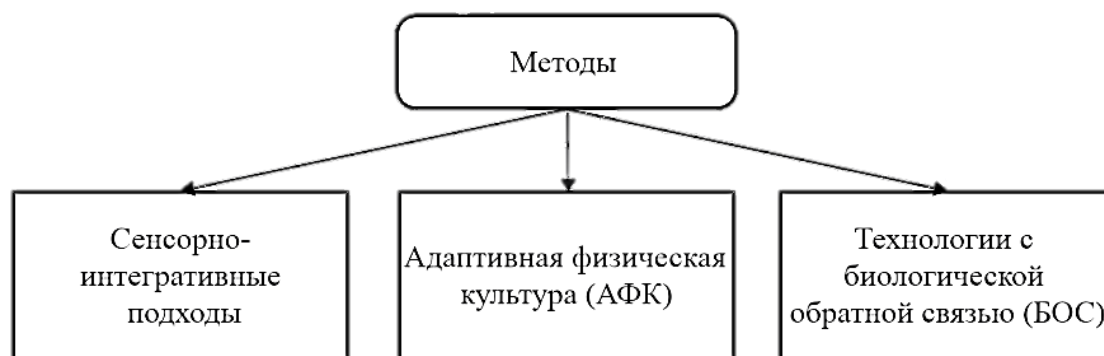 Методы
Сенсорно-
интегративные
подходы
Адаптивная физическая
культура (АФК)
Технологии с
биологической
обратной связью (БОС)